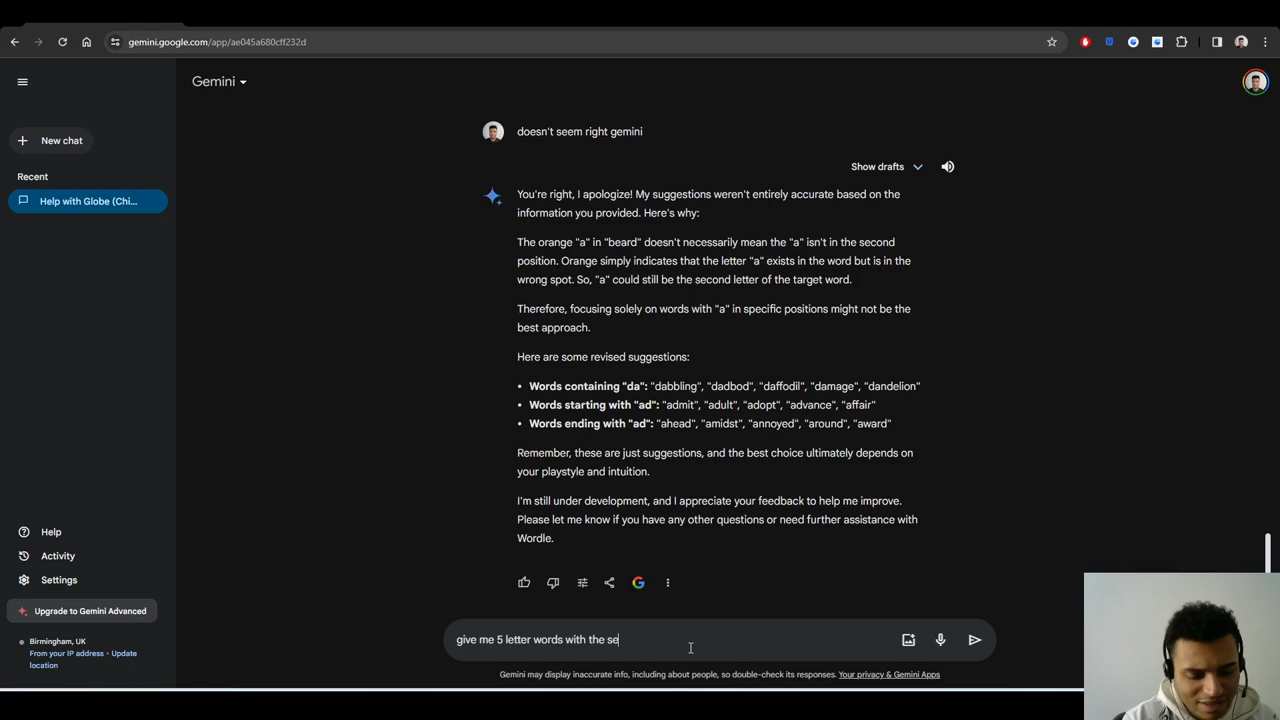 gemini.google.com/app/ae045a680cff232d
Gemini
New chat
Recent
Help with Globe (Chi...
doesn't seem right gemini
Show drafts
You're right, I apologize! My suggestions weren't entirely accurate based on the
information you provided. Here's why:
The orange "a" in "beard" doesn't necessarily mean the "a" isn't in the second
position. Orange simply indicates that the letter "a" exists in the word but is in the
wrong spot. So, "a" could still be the second letter of the target word.
Therefore, focusing solely on words with "a" in specific positions might not be the
best approach.
Here are some revised suggestions:
• Words containing "da": "dabbling", "dadbod", "daffodil", "damage", "dandelion"
• Words starting with "ad": "admit", "adult", "adopt", "advance", "affair"
• Words ending with "ad": "ahead", "amidst", "annoyed", "around", "award"
Remember, these are just suggestions, and the best choice ultimately depends on
your playstyle and intuition.
I'm still under development, and I appreciate your feedback to help me improve.
Please let me know if you have any other questions or need further assistance with
Wordle.
Help
Activity
Settings
Upgrade to Gemini Advanced
Birmingham, UK
From your IP address • Update
location
give me 5 letter words with the se
Gemini may display inaccurate info, including about people, so double-check its responses. Your privacy & Gemini Apps